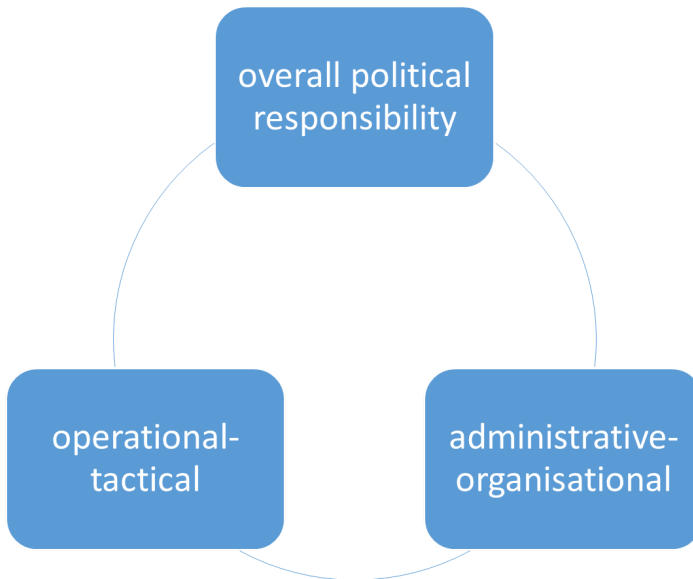 overall political
responsibility
operational-
tactical
administrative-
organisational